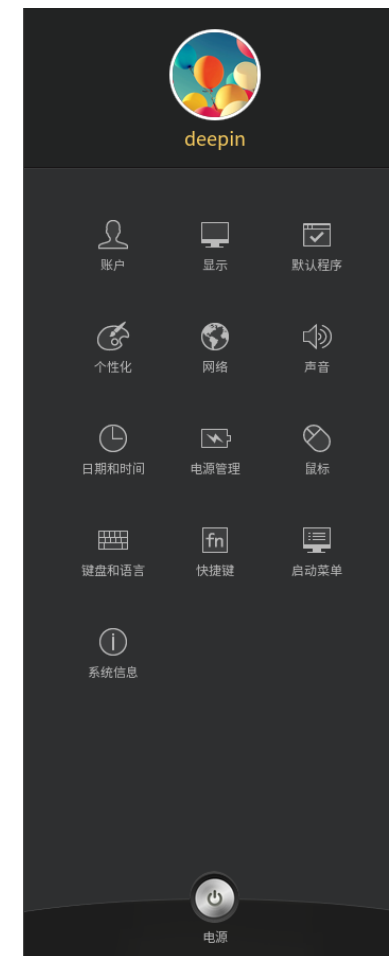 deepin
账户
显示
默认程序
个性化
网络
声音
日期和时间
电源管理
鼠标
键盘和语言
fn
快捷键
启动菜单
系统信息
电源